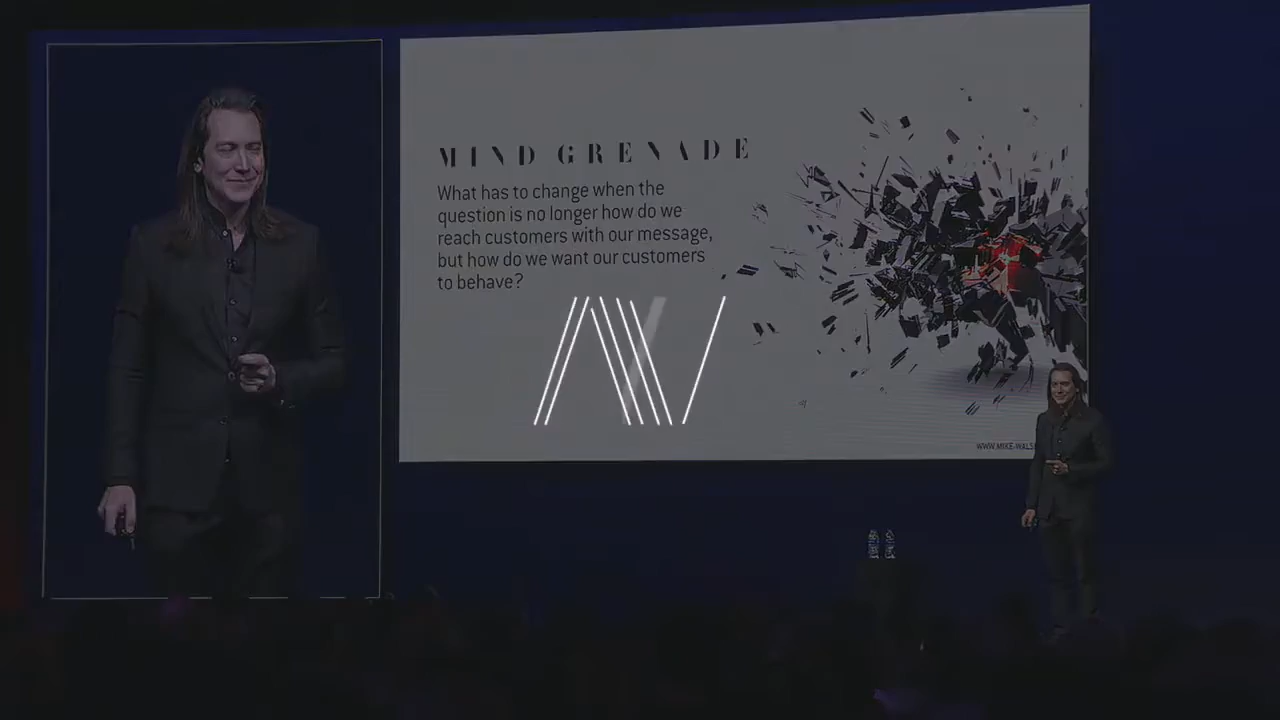 MIND GRENADE
What has to change when the
question is no longer how do we
reach customers with our message,
but how do we want our customers
to behave?